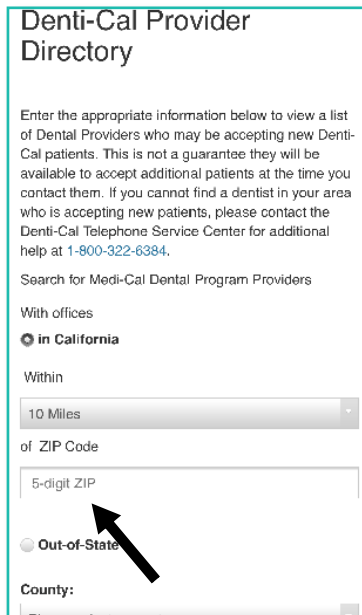 Denti-Cal Provider
Directory
Enter the appropriate information below to view a list
of Dental Providers who may be accepting new Denti-
Cal patients. This is not a guarantee they will be
available to accept additional patients at the time you
contact them. If you cannot find a dentist in your area
who is accepting new patients, please contact the
Denti-Cal Telephone Service Center for additional
help at 1-800-322-6384.
Search for Medi-Cal Dental Program Providers
With offices
in California
Within
10 Miles
of ZIP Code
5-digit ZIP
Out-of-State
County: